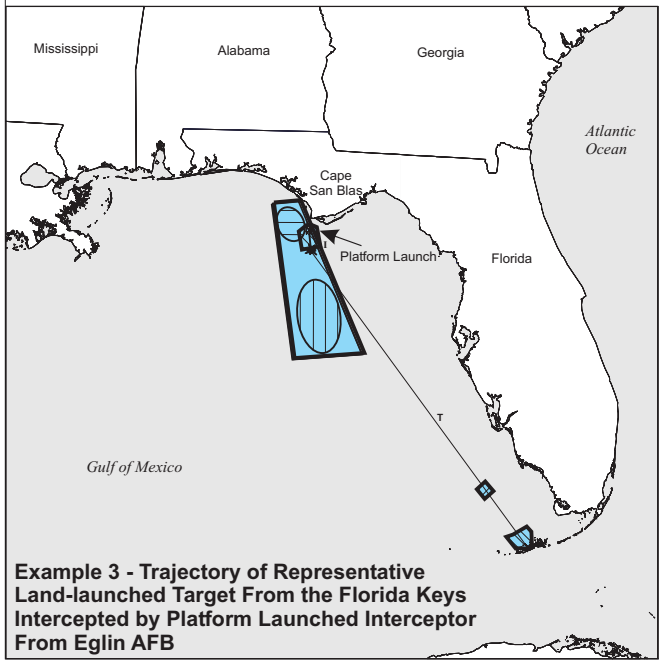 Mississippi
Alabama
Georgia
Atlantic
Ocean
Cape
San Blas
I
Platform Launch
Florida
T
Gulf of Mexico
Example 3 - Trajectory of Representative
Land-launched Target From the Florida Keys
Intercepted by Platform Launched Interceptor
From Eglin AFB